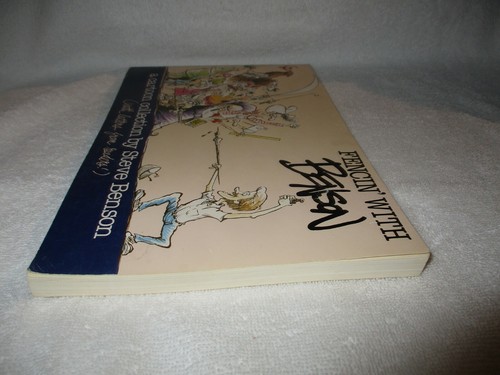 FENCIN' WITH
Benson
a cartoon collection by Steve Benson